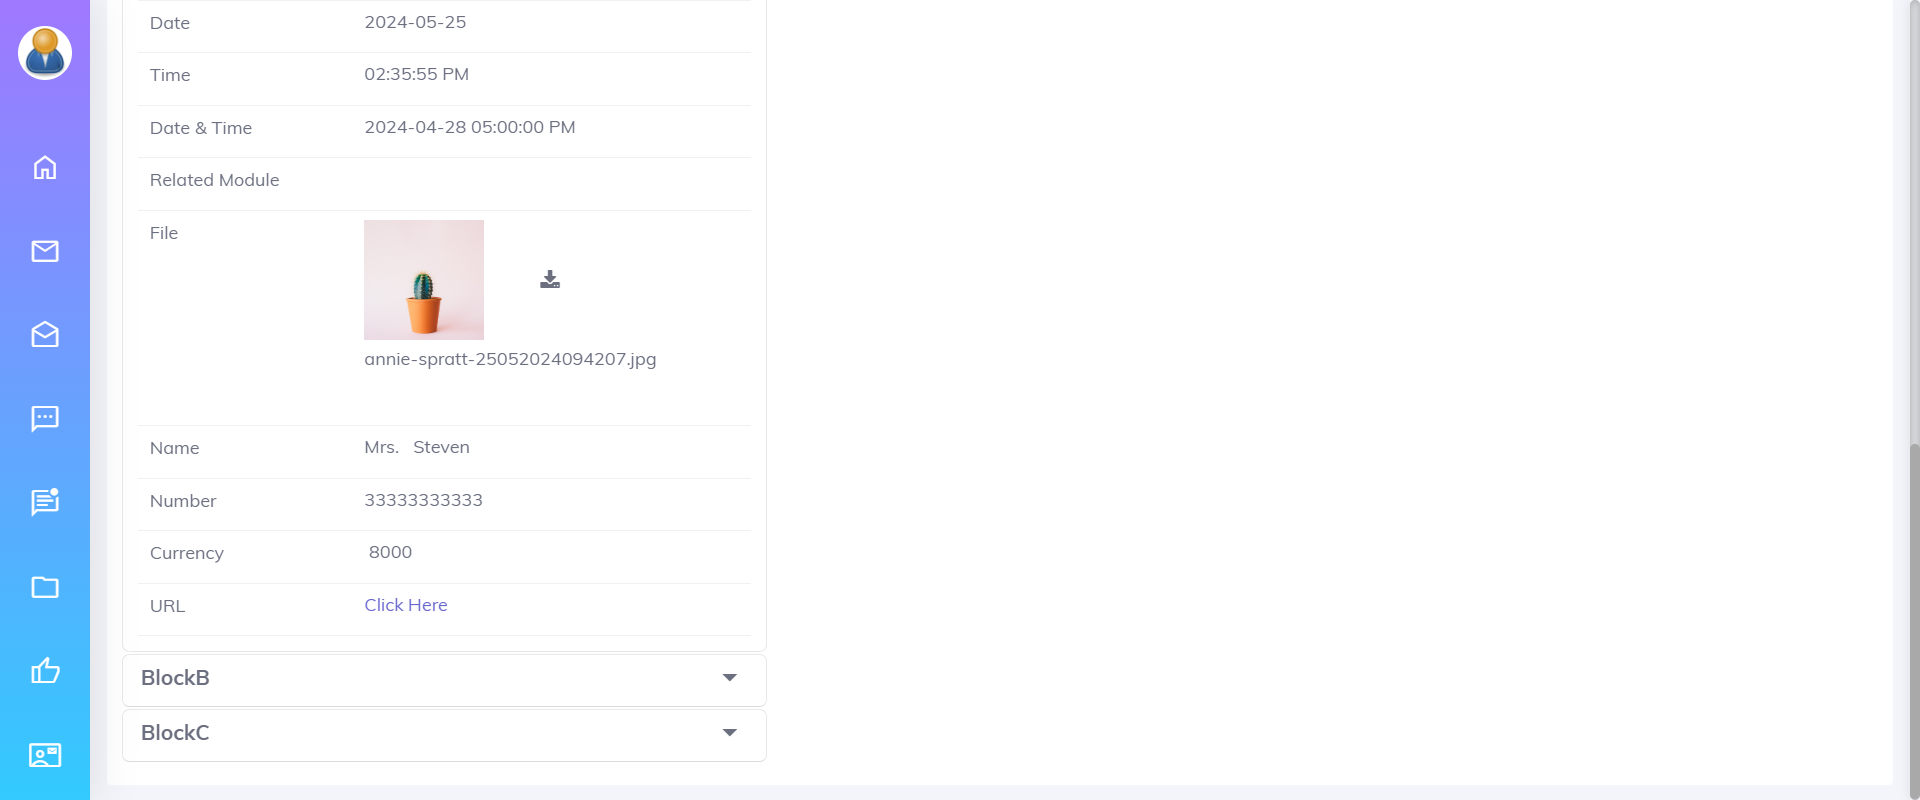 Date 2024-05-25
Time 02:35:55 PM
Date & Time 2024-04-28 05:00:00 PM
Related Module
File
annie-spratt-25052024094207.jpg
Name Mrs. Steven
Number 33333333333
Currency 8000
URL Click Here
BlockB
BlockC